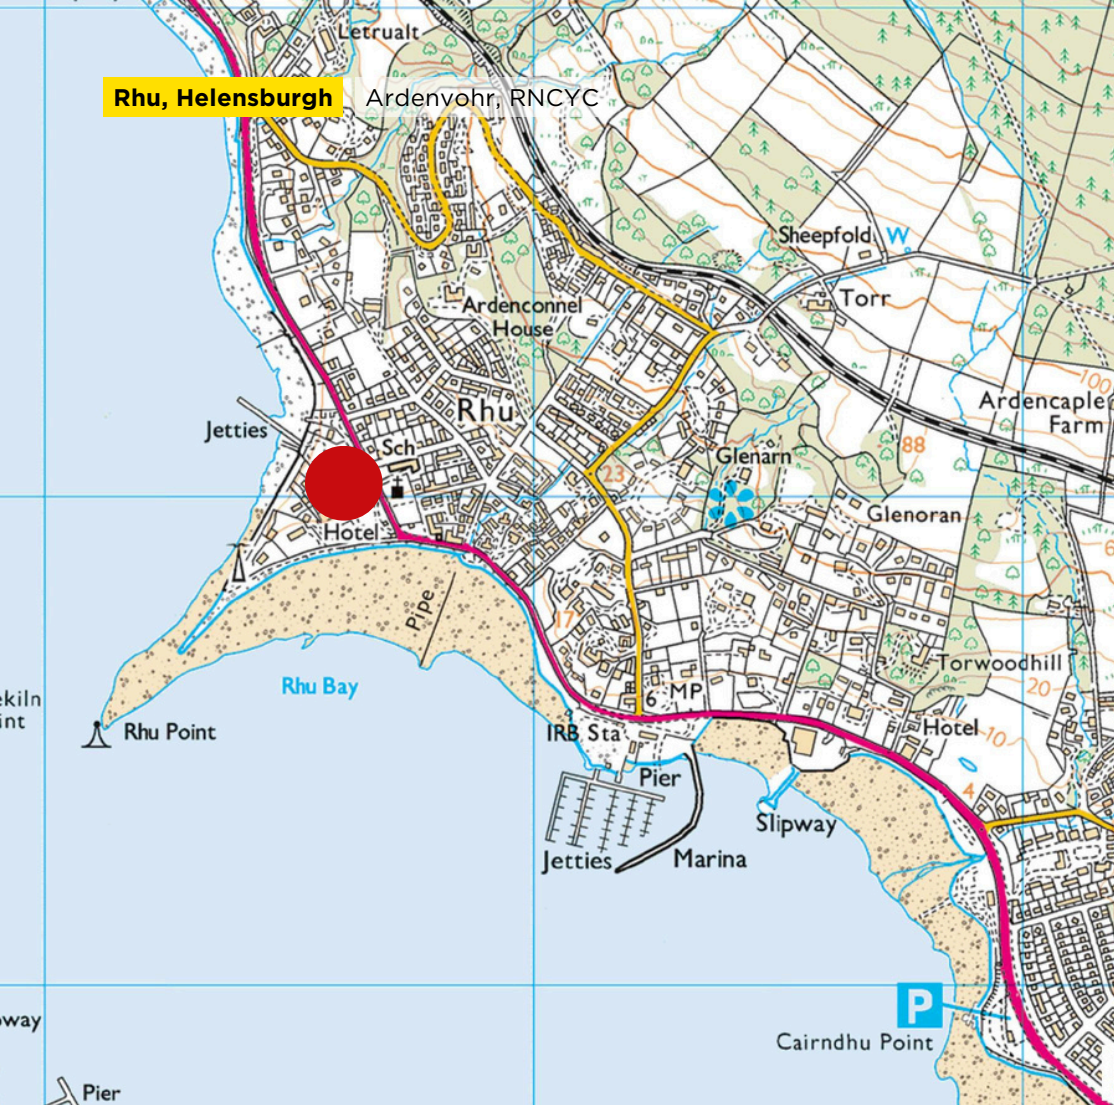 Letrualt
Rhu, Helensburgh Ardenvohr, RNCYC
Sheepfold W
Torr
Ardenconnel
House
100
Ardencaple
Farm
Rhu
Jetties
Sch
88
Glenarn
23
Glenoran
Hotel
6
Pipe
17
Torwoodhill
20
Rhu Bay
6 MP
Rhu Point
IRB Sta
Hotel
10
Pier
4
Slipway
Jetties
Marina
P
Cairndhu Point
Pier